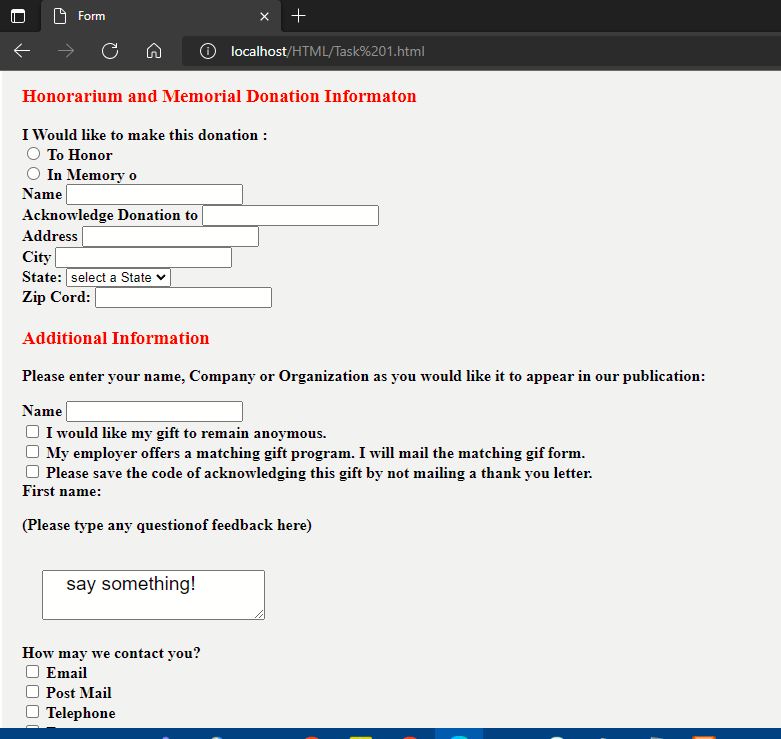 Form
localhost/HTML/Task%201.html
Honorarium and Memorial Donation Informaton
I Would like to make this donation :
To Honor
In Memory o
Name
Acknowledge Donation to
Address
City
State: select a State
Zip Cord:
Additional Information
Please enter your name, Company or Organization as you would like it to appear in our publication:
Name
I would like my gift to remain anoymous.
My employer offers a matching gift program. I will mail the matching gif form.
Please save the code of acknowledging this gift by not mailing a thank you letter.
First name:
(Please type any questionof feedback here)
say something!
How may we contact you?
Email
Post Mail
Telephone